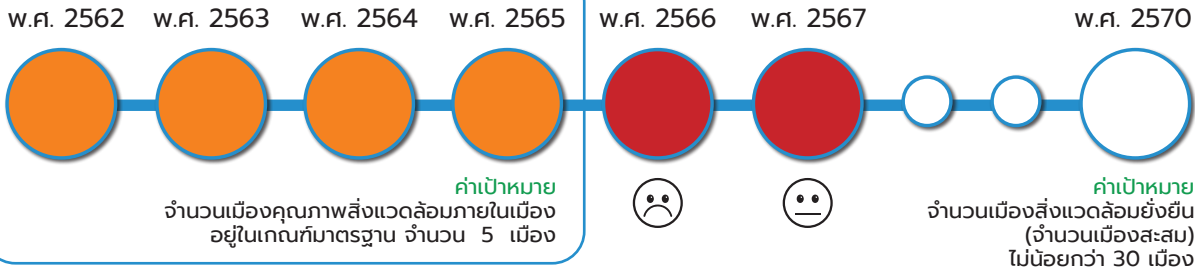 พ.ศ. 2562 พ.ศ. 2563 พ.ศ. 2564 พ.ศ. 2565 พ.ศ. 2566 พ.ศ. 2567 พ.ศ. 2570
ค่าเป้าหมาย
จำนวนเมืองคุณภาพสิ่งแวดล้อมภายในเมือง
อยู่ในเกณฑ์มาตรฐาน จำนวน 5 เมือง
ค่าเป้าหมาย
จำนวนเมืองสิ่งแวดล้อมยั่งยืน
(จำนวนเมืองสะสม)
ไม่น้อยกว่า 30 เมือง